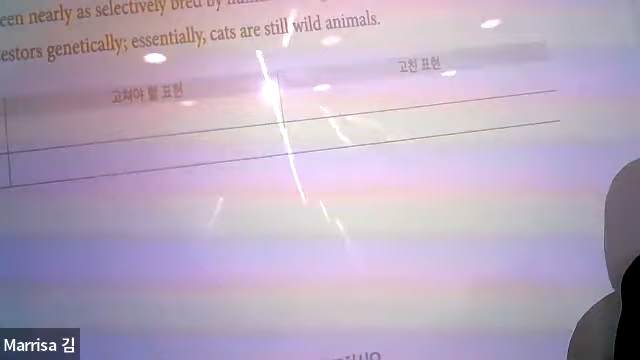 een nearly as selectively bred by
estors genetically; essentially, cats are still wild animals.
고쳐야 할 표현 고친 표현
Marrisa 김